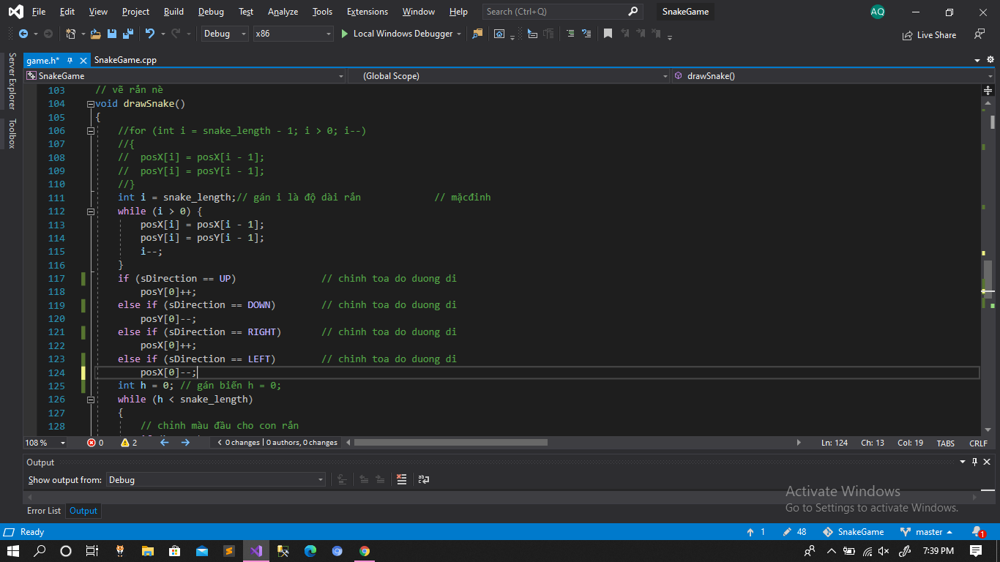 File Edit View Project Build Debug Test Analyze Tools Extensions Window Help Search (Ctrl+Q) SnakeGame AQ
Debug x86 Local Windows Debugger Live Share
game.h* SnakeGame.cpp
SnakeGame (Global Scope) drawSnake()
Server Explorer
Toolbox
103 // vẽ rắn nè
104 void drawSnake()
105 {
106 //for (int i = snake_length - 1; i > 0; i--)
107 //{
108 // posX[i] = posX[i - 1];
109 // posY[i] = posY[i - 1];
110 //}
111 int i = snake_length;// gán i là độ dài rắn // mặcđinh
112 while (i > 0) {
113 posX[i] = posX[i - 1];
114 posY[i] = posY[i - 1];
115 i--;
116 }
117 if (sDirection == UP) // chinh toa do duong di
118 posY[0]++;
119 else if (sDirection == DOWN) // chinh toa do duong di
120 posY[0]--;
121 else if (sDirection == RIGHT) // chinh toa do duong di
122 posX[0]++;
123 else if (sDirection == LEFT) // chinh toa do duong di
124 posX[0]--;
125 int h = 0; // gán biến h = 0;
126 while (h < snake_length)
127 {
128 // chỉnh màu đầu cho con rắn
108 % 0 2 0 changes | 0 authors, 0 changes Ln: 124 Ch: 13 Col: 19 TABS CRLF
Output
Show output from: Debug
Activate Windows
Go to Settings to activate Windows.
Error List Output
Ready 1 48 SnakeGame master 1
7:39 PM